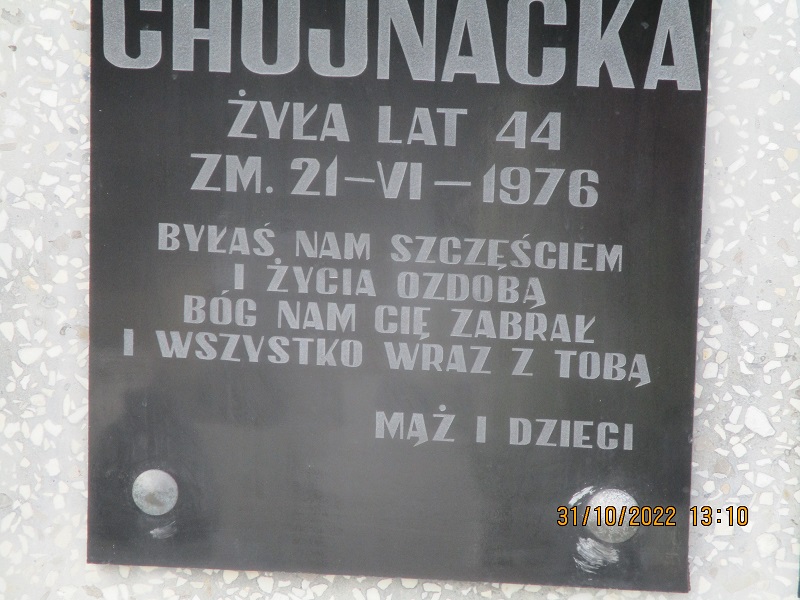 CHOJNACKA
ŻYŁA LAT 44
ZM. 21-VI-1976
BYŁAŚ NAM SZCZĘŚCIEM
I ŻYCIA OZDOBĄ
BÓG NAM CIĘ ZABRAŁ
I WSZYSTKO WRAZ Z TOBĄ
MĄŻ I DZIECI
31/10/2022 13:10